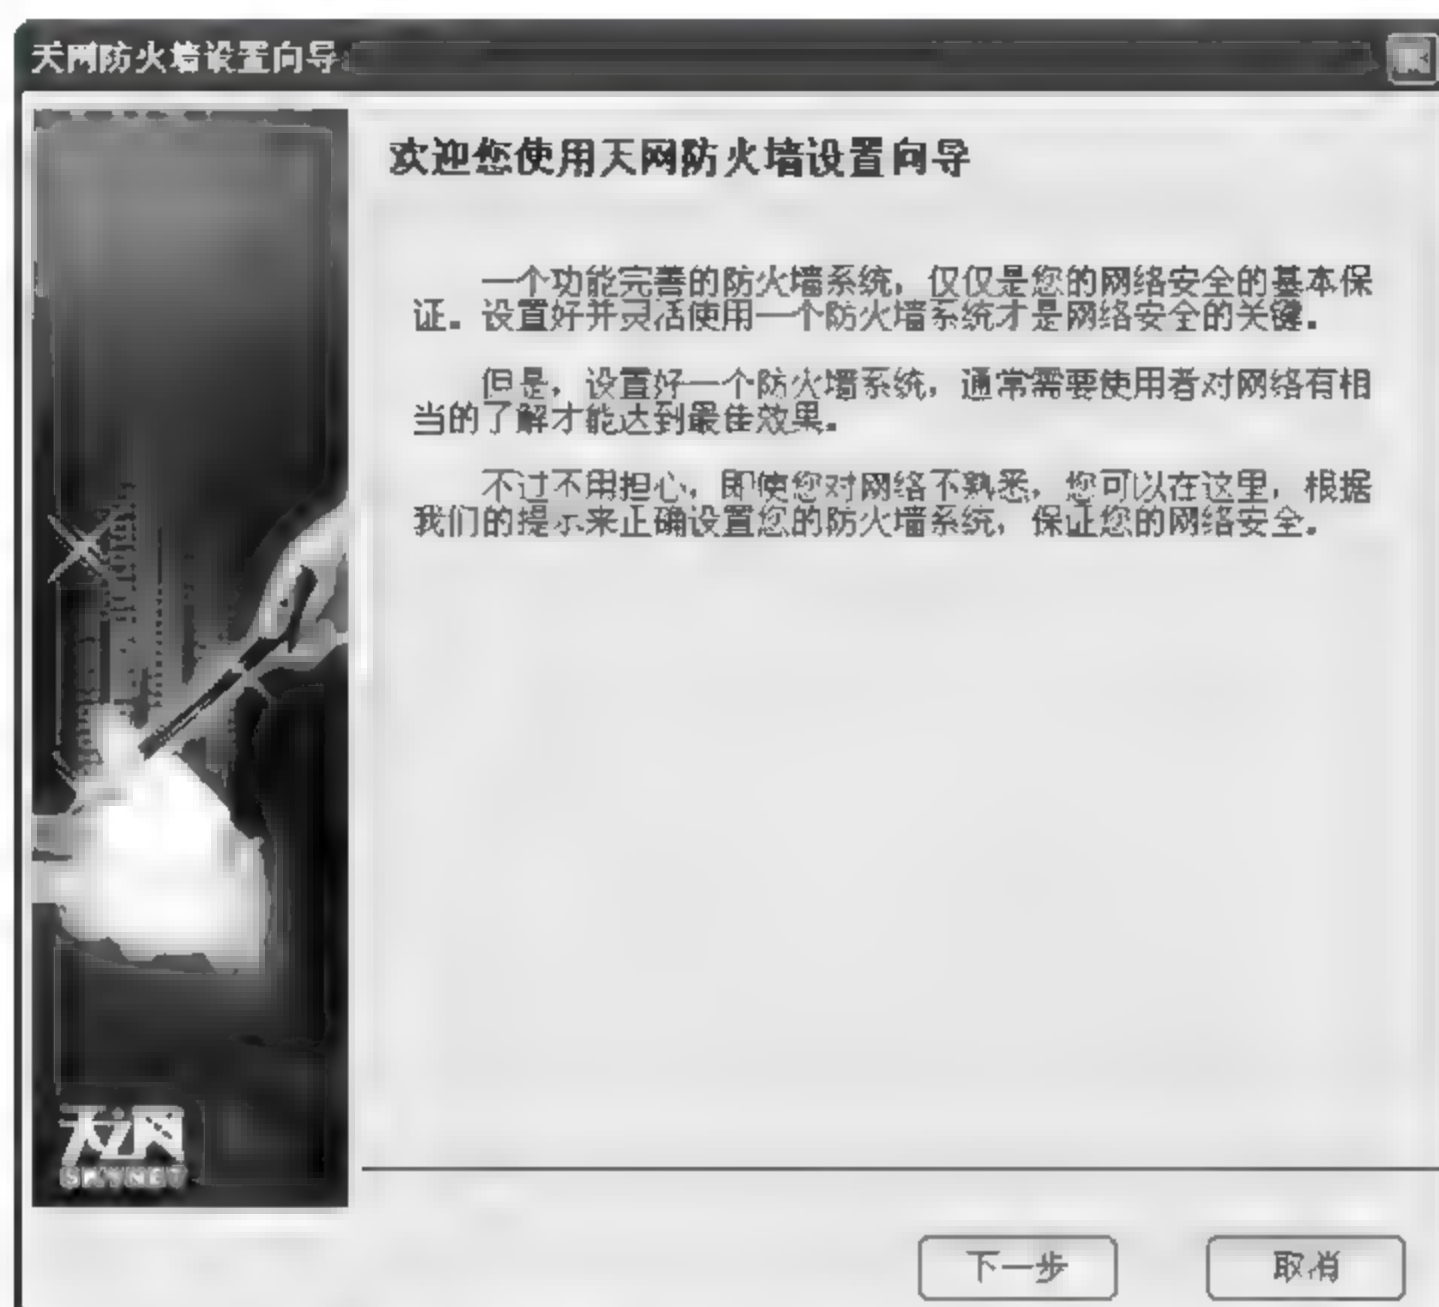 天网防火墙设置向导
欢迎您使用天网防火墙设置向导
一个功能完善的防火墙系统，仅仅是您的网络安全的基本保
证。设置好并灵活使用一个防火墙系统才是网络安全的关键。
但是，设置好一个防火墙系统，通常需要使用者对网络有相
当的了解才能达到最佳效果。
不过不用担心，即使您对网络不熟悉，您可以在这里，根据
我们的提示来正确设置您的防火墙系统，保证您的网络安全。
天网
SKYNET
下一步
取消